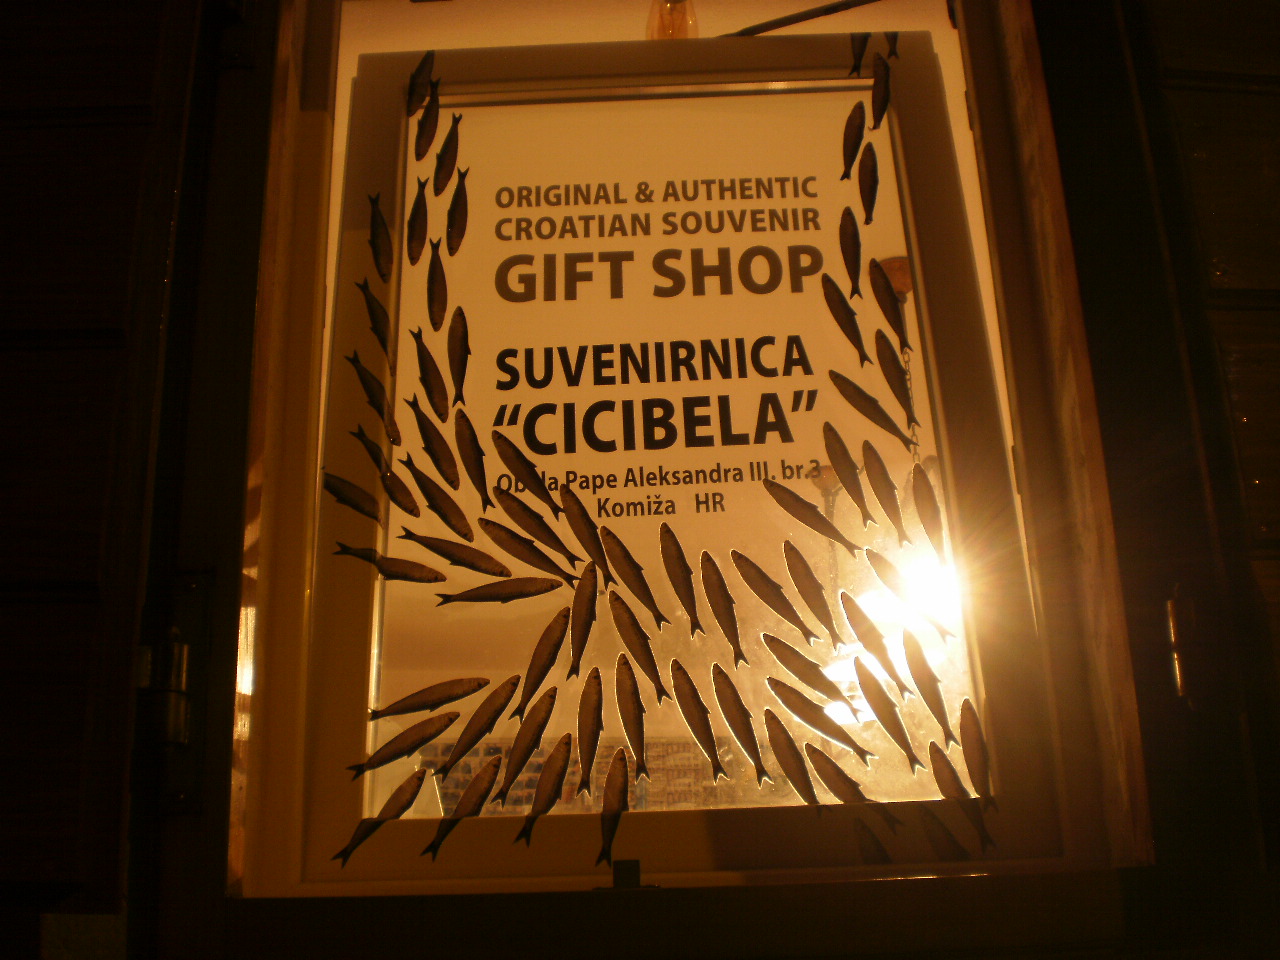 ORIGINAL & AUTHENTIC
CROATIAN SOUVENIR
GIFT SHOP
SUVENIRNICA
“CICIBELA”
Pape Aleksandra III. br.3
Komiža HR